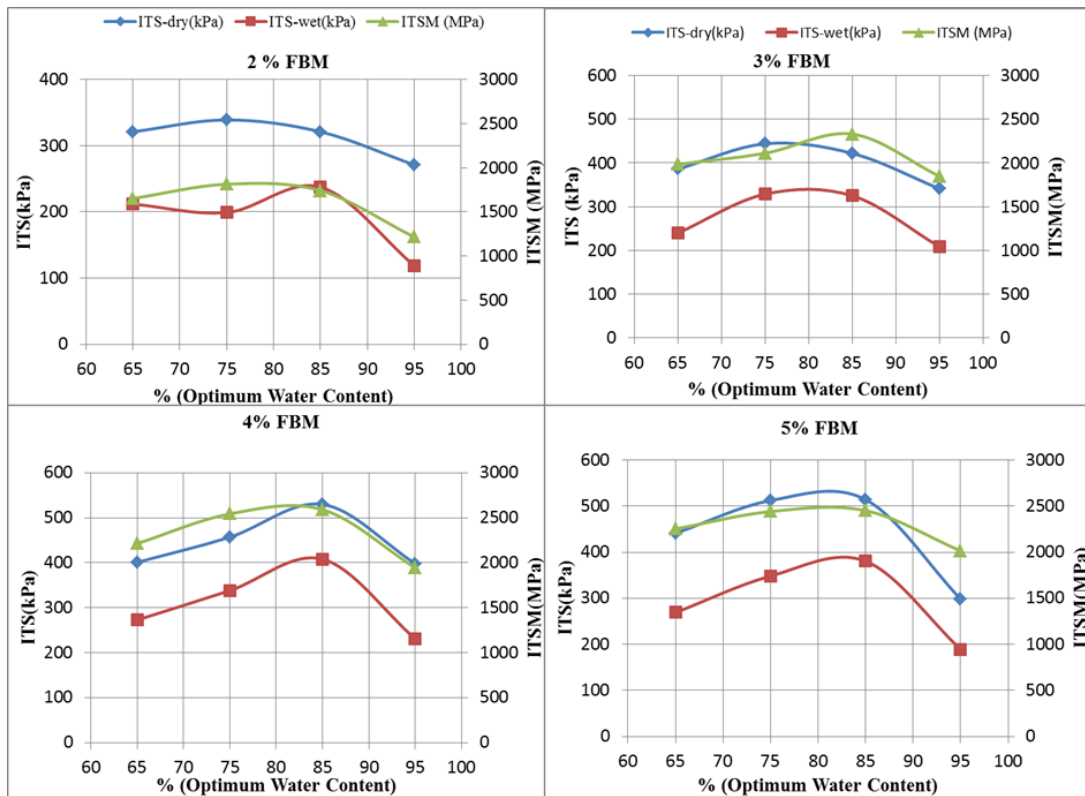 ITS-dry(kPa) ITS-wet(kPa) ITSM (MPa)
2 % FBM
400
300
200
100
0
3000
2500
2000
1500
1000
500
0
60 65 70 75 80 85 90 95 100
ITS(kPa)
ITSM (MPa)
% (Optimum Water Content)
ITS-dry(kPa) ITS-wet(kPa) ITSM (MPa)
3% FBM
600
500
400
300
200
100
0
3000
2500
2000
1500
1000
500
0
60 65 70 75 80 85 90 95 100
ITS (kPa)
ITSM(MPa)
% (Optimum Water Content)
4% FBM
600
500
400
300
200
100
0
3000
2500
2000
1500
1000
500
0
60 65 70 75 80 85 90 95 100
ITS(kPa)
ITSM(MPa)
% (Optimum Water Content)
5% FBM
600
500
400
300
200
100
0
3000
2500
2000
1500
1000
500
0
60 65 70 75 80 85 90 95 100
ITS(kPa)
ITSM(MPa)
% (Optimum Water Content)